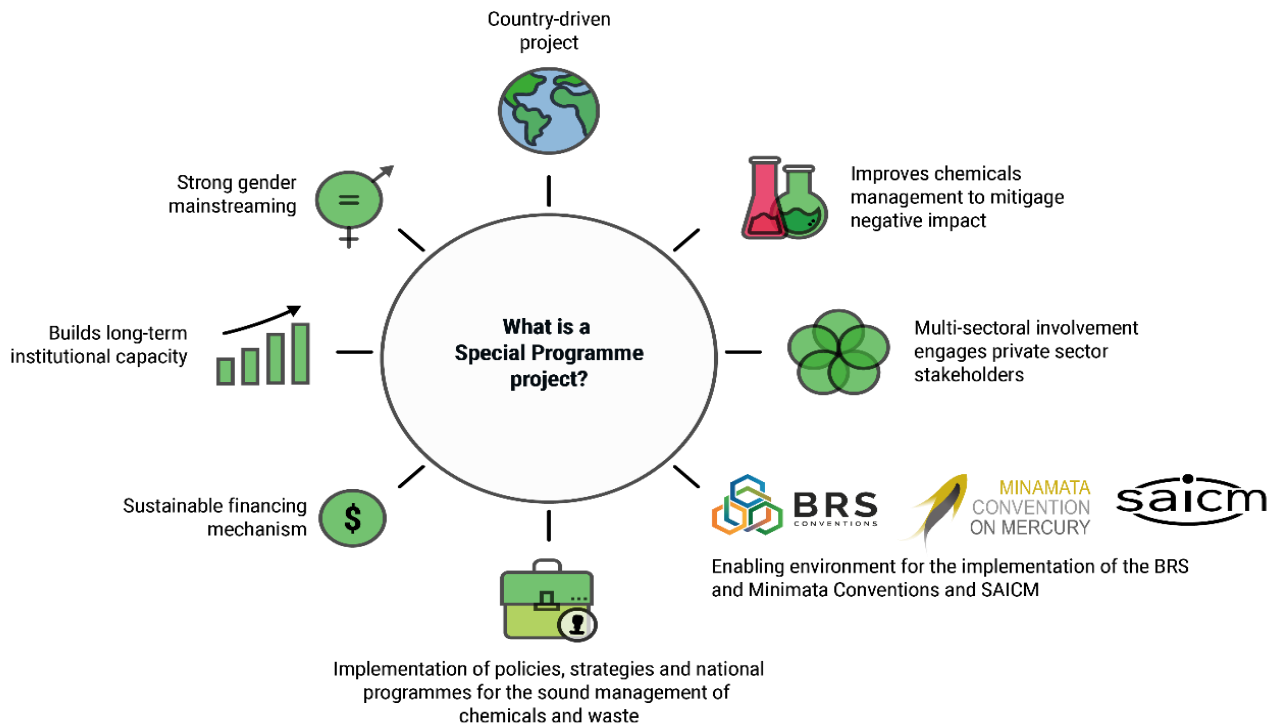 Country-driven
project
Strong gender
mainstreaming
=
Improves chemicals
management to mitigage
negative impact
Builds long-term
institutional capacity
What is a
Special Programme
project?
Multi-sectoral involvement
engages private sector
stakeholders
Sustainable financing
mechanism
$
BRS
CONVENTIONS
MINAMATA
CONVENTION
ON MERCURY
saicm
Enabling environment for the implementation of the BRS
and Minimata Conventions and SAICM
Implementation of policies, strategies and national
programmes for the sound management of
chemicals and waste